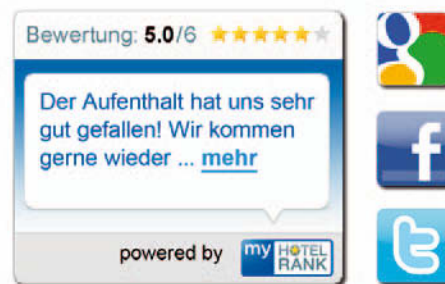 Bewertung: 5.0/6
Der Aufenthalt hat uns sehr
gut gefallen! Wir kommen
gerne wieder ... mehr
powered by my HOTEL
RANK
g
f
t